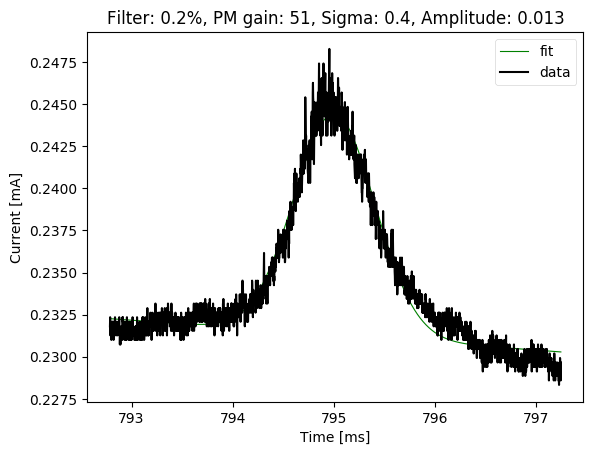 Filter: 0.2%, PM gain: 51, Sigma: 0.4, Amplitude: 0.013
fit
data
0.2475
0.2450
0.2425
0.2400
0.2375
0.2350
0.2325
0.2300
0.2275
Current [mA]
793
794
795
796
797
Time [ms]